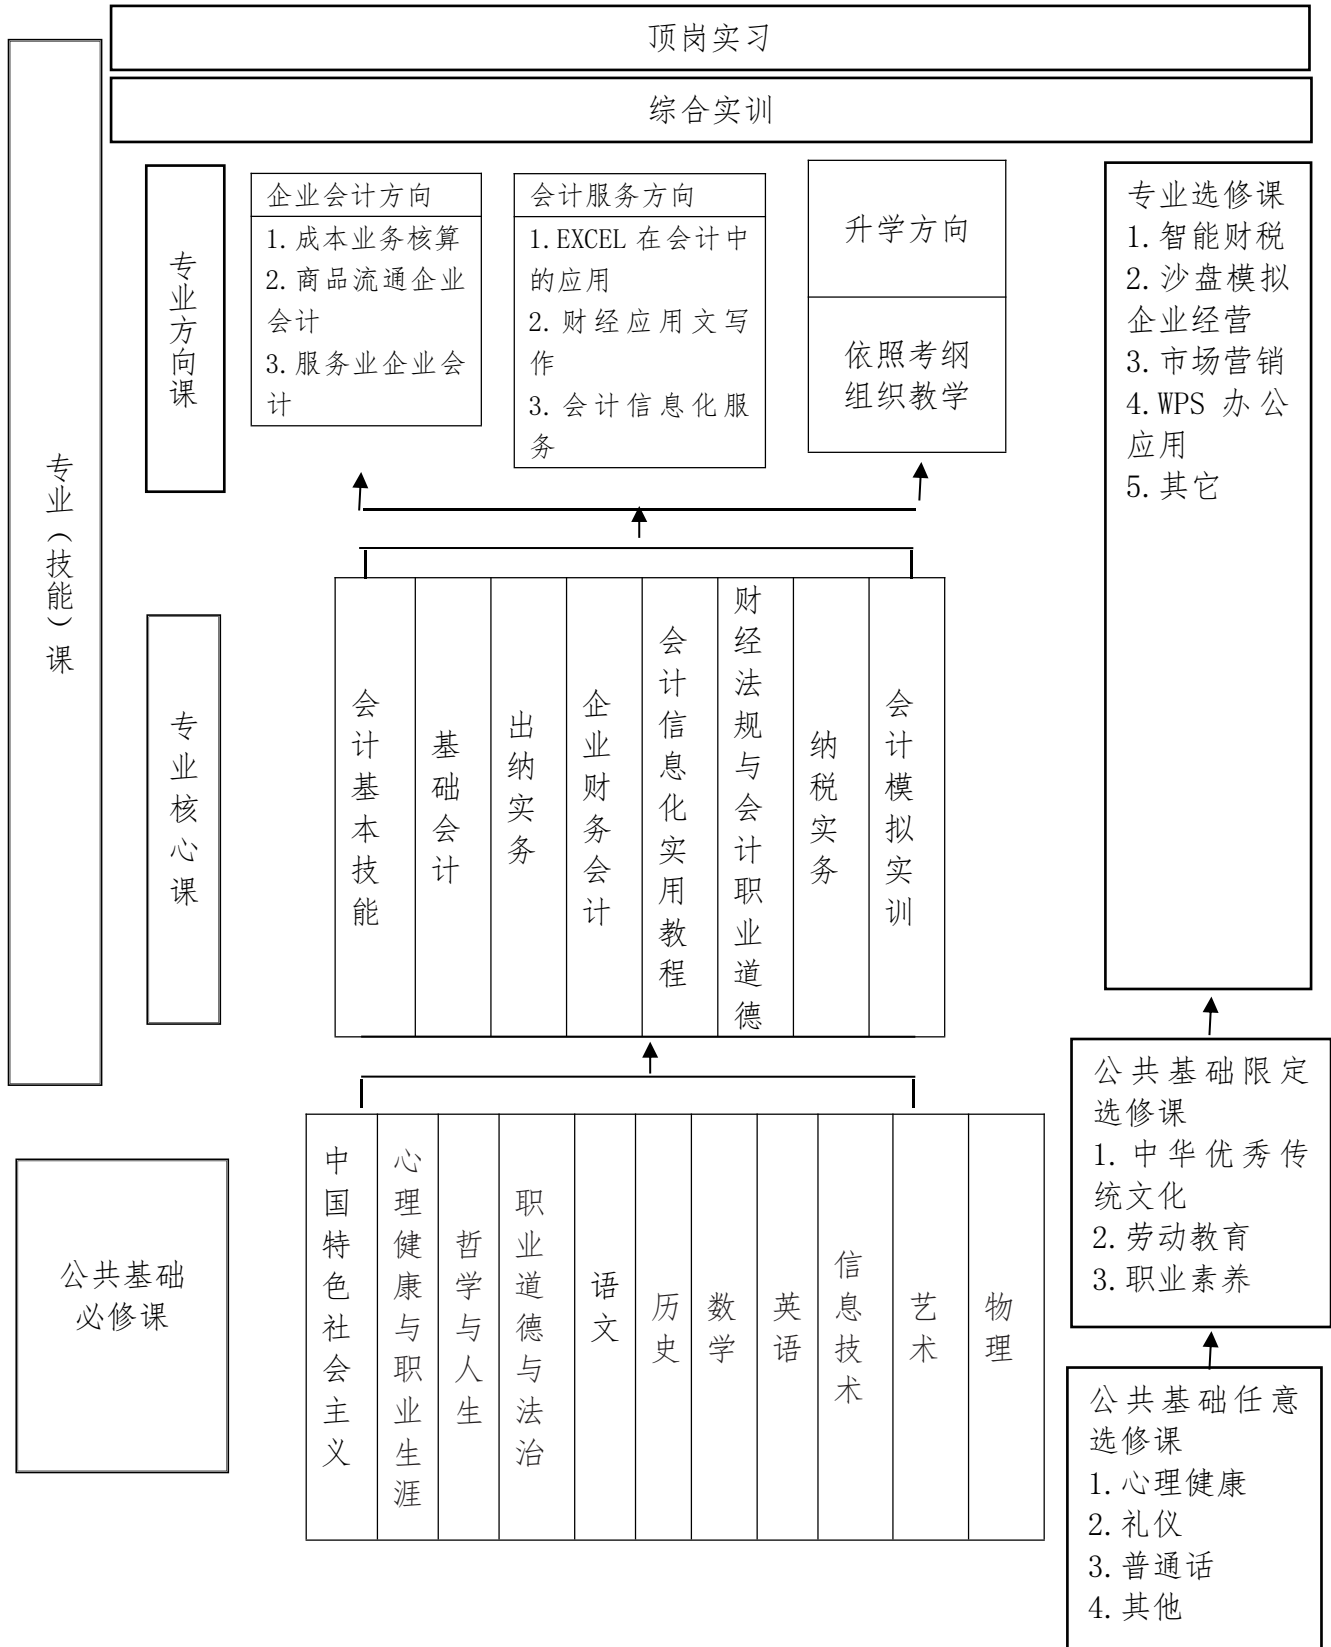 顶岗实习
综合实训
专业（技能）课
专业方向课
企业会计方向
1.成本业务核算
2.商品流通企业
会计
3.服务业企业会
计
会计服务方向
1.EXCEL 在会计中
的应用
2.财经应用文写
作
3.会计信息化服
务
升学方向
依照考纲
组织教学
专业选修课
1.智能财税
2.沙盘模拟
企业经营
3.市场营销
4.WPS 办公
应用
5.其它
专业核心课
会计基本技能
基础会计
出纳实务
企业财务会计
会计信息化实用教程
财经法规与会计职业道德
纳税实务
会计模拟实训
公共基础限定
选修课
1.中华优秀传
统文化
2.劳动教育
3.职业素养
公共基础
必修课
中国特色社会主义
心理健康与职业生涯
哲学与人生
职业道德与法治
语文
历史
数学
英语
信息技术
艺术
物理
公共基础任意
选修课
1.心理健康
2.礼仪
3.普通话
4.其他